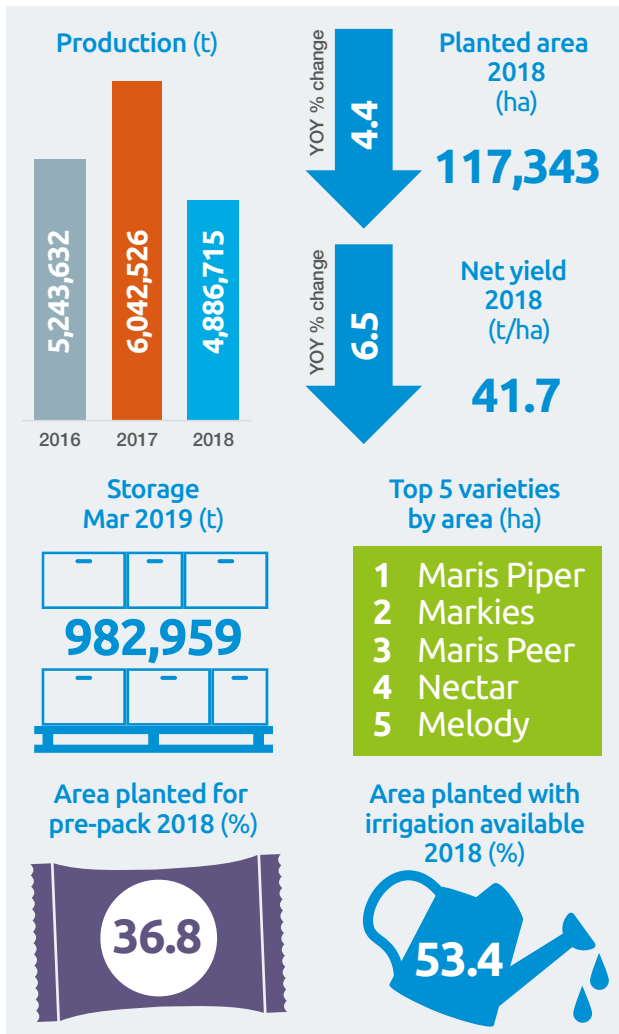 Production (t)
5,243,632
6,042,526
4,886,715
2016
2017
2018
YOY % change
4.4
Planted area
2018
(ha)
117,343
YOY % change
6.5
Net yield
2018
(t/ha)
41.7
Storage
Mar 2019 (t)
982,959
Top 5 varieties
by area (ha)
1 Maris Piper
2 Markies
3 Maris Peer
4 Nectar
5 Melody
Area planted for
pre-pack 2018 (%)
36.8
Area planted with
irrigation available
2018 (%)
53.4